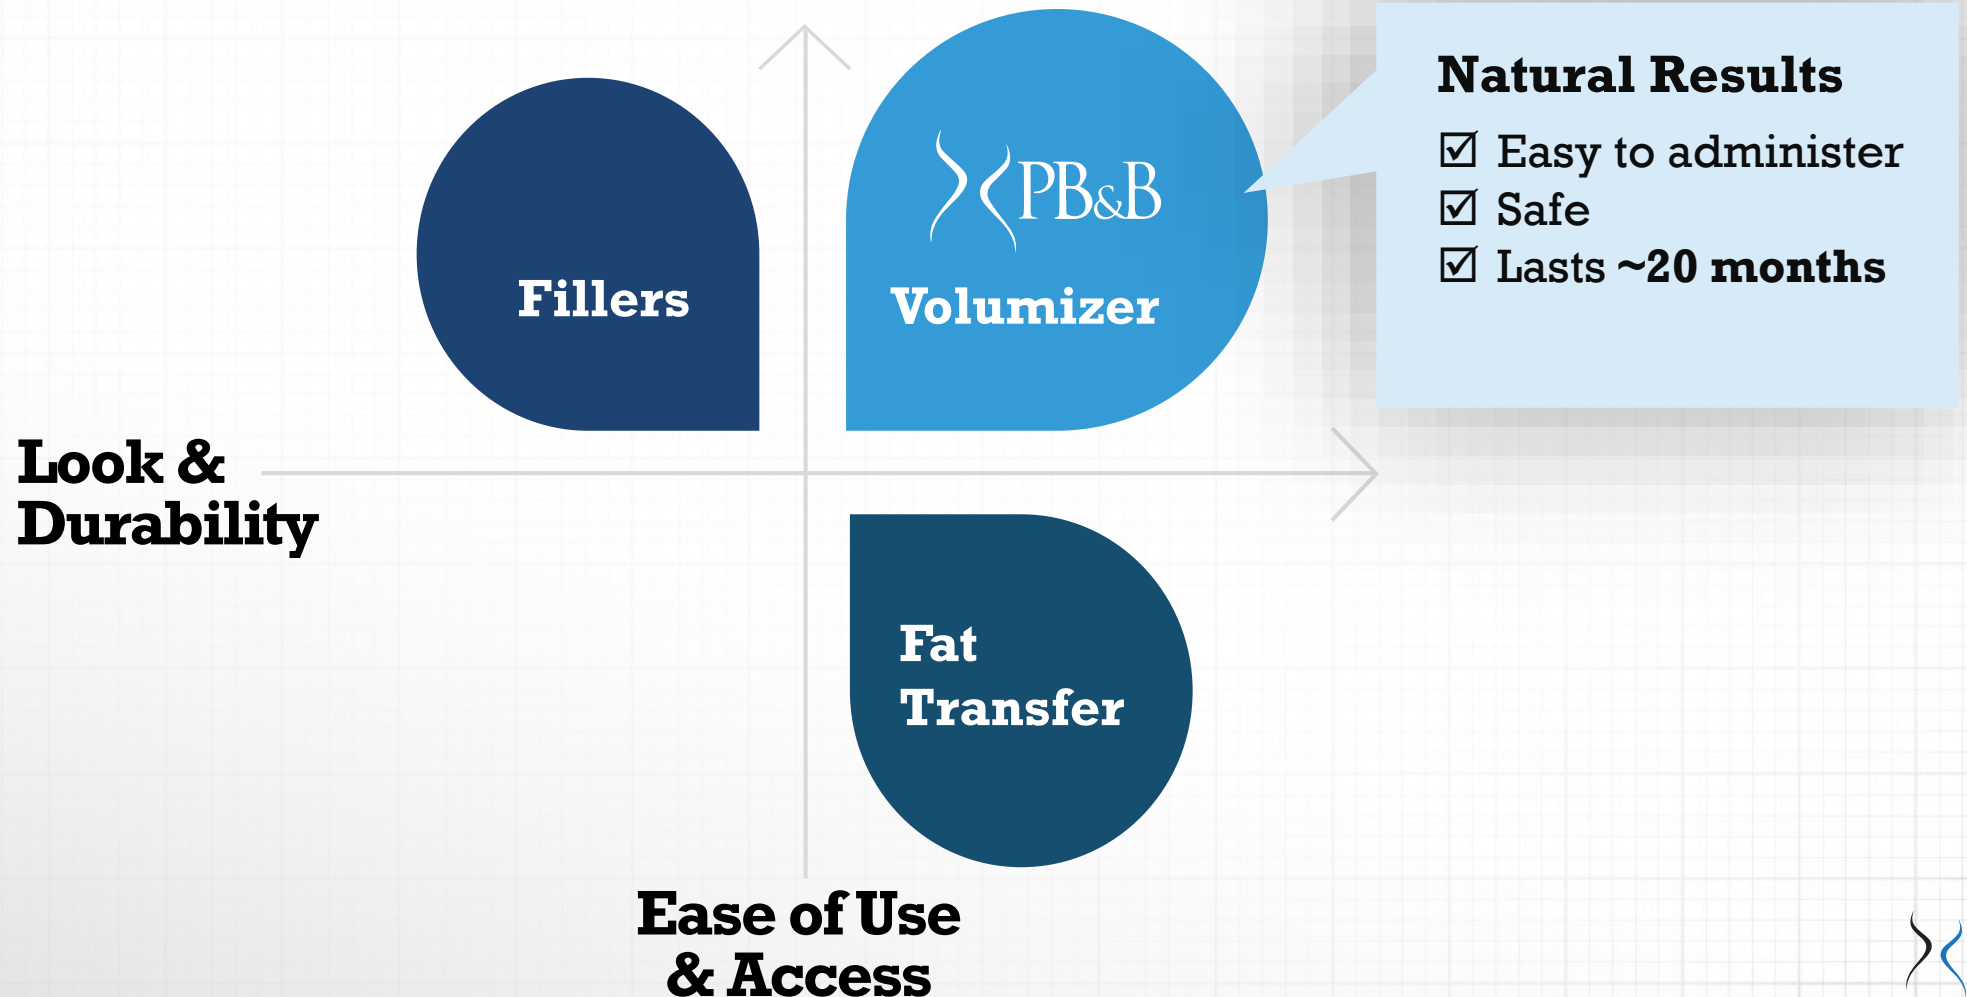 Natural Results
☑ Easy to administer
☑ Safe
☑ Lasts ~20 months
PB&B
Volumizer
Fillers
Look &
Durability
Fat
Transfer
Ease of Use
& Access